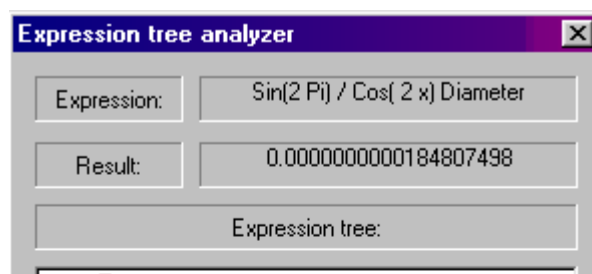 Expression tree analyzer
Expression: Sin(2 Pi) / Cos( 2 x) Diameter
Result: 0.0000000000184807498
Expression tree: